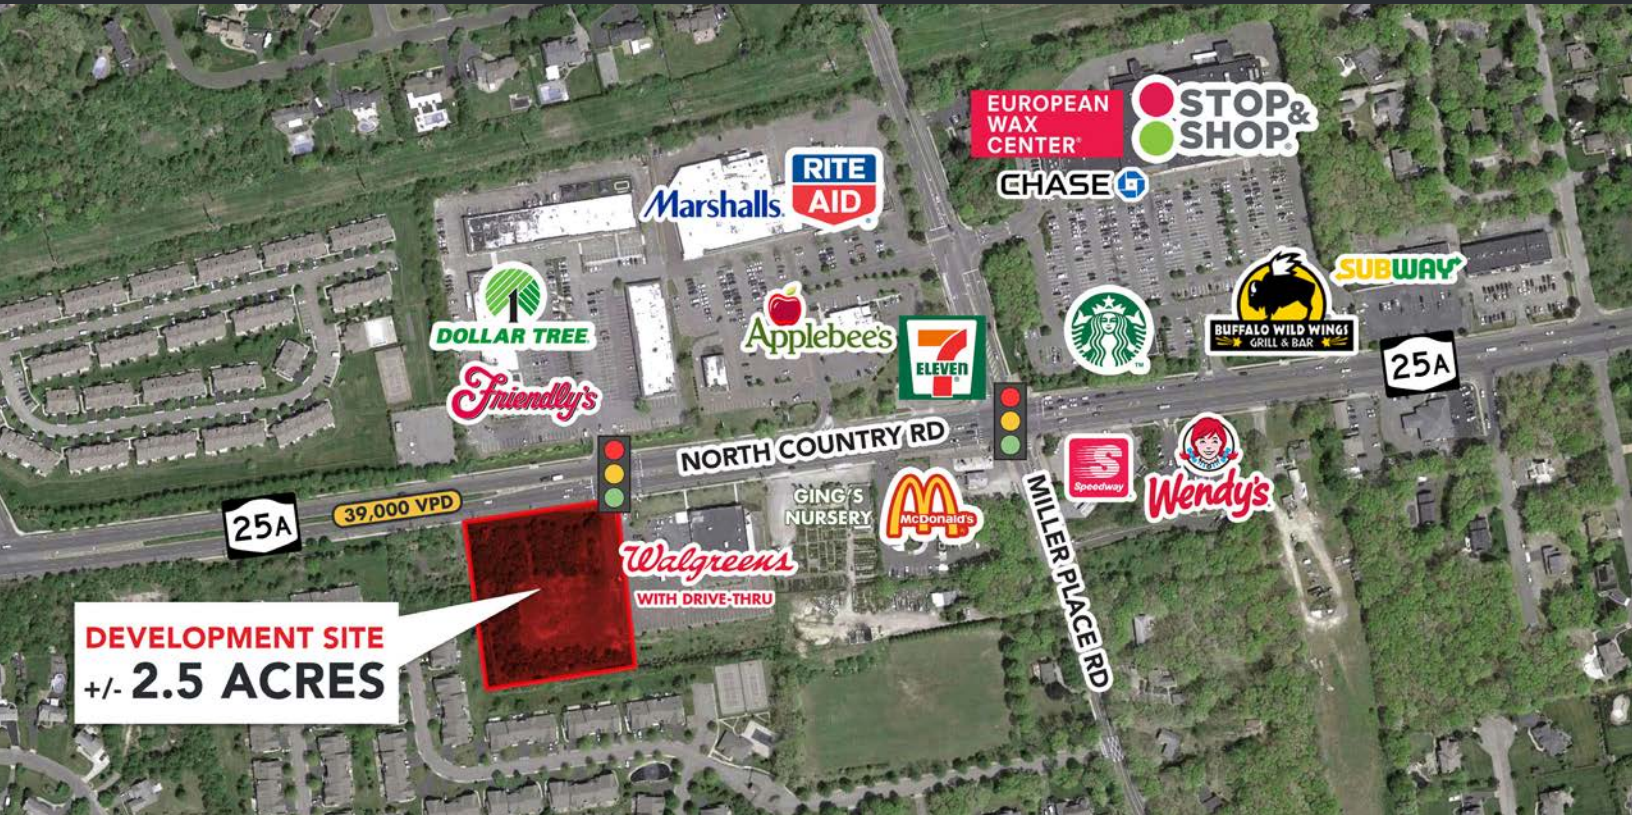 EUROPEAN
WAX
CENTER®
STOP&
SHOP®
CHASE
RITE
AID®
Marshalls.
DOLLAR TREE
1
Friendly's
Applebee's
7
ELEVEN®
BUFFALO WILD WINGS
GRILL & BAR
SUBWAY
25A
NORTH COUNTRY RD
39,000 VPD
25A
GING'S
NURSERY
M
McDonald's
S
Speedway
Wendy's
MILLER PLACE RD
Walgreens
WITH DRIVE-THRU
DEVELOPMENT SITE
+/- 2.5 ACRES